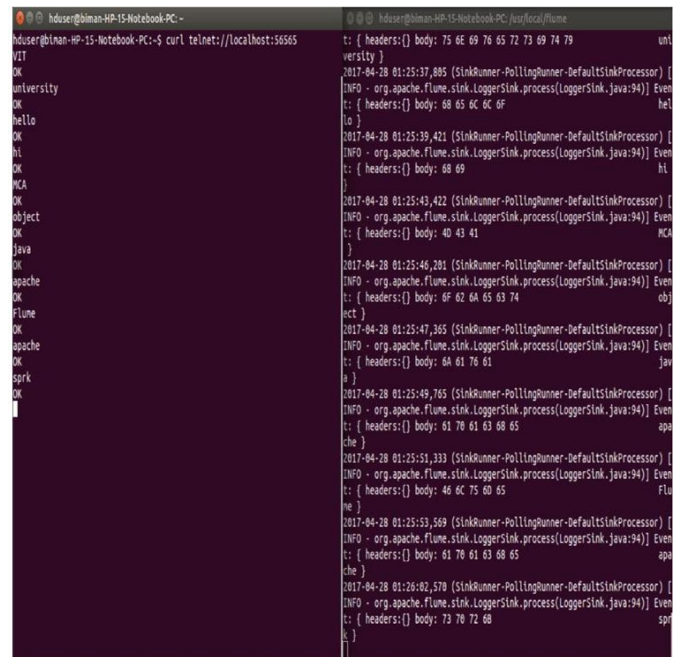 hduser@biman-HP-15-Notebook-PC: ~
hduser@biman-HP-15-Notebook-PC:~$ curl telnet://localhost:56565
VIT
OK
university
OK
hello
OK
hi
OK
MCA
OK
object
OK
java
OK
apache
OK
Flume
OK
apache
OK
sprk
OK
hduser@biman-HP-15-Notebook-PC: /usr/local/flume
t: { headers:{} body: 75 6E 69 76 65 72 73 69 74 79 uni
versity }
2017-04-28 01:25:37,805 (SinkRunner-PollingRunner-DefaultSinkProcessor) [
INFO - org.apache.flume.sink.LoggerSink.process(LoggerSink.java:94)] Even
t: { headers:{} body: 68 65 6C 6C 6F hel
lo }
2017-04-28 01:25:39,421 (SinkRunner-PollingRunner-DefaultSinkProcessor) [
INFO - org.apache.flume.sink.LoggerSink.process(LoggerSink.java:94)] Even
t: { headers:{} body: 68 69 hi
}
2017-04-28 01:25:43,422 (SinkRunner-PollingRunner-DefaultSinkProcessor) [
INFO - org.apache.flume.sink.LoggerSink.process(LoggerSink.java:94)] Even
t: { headers:{} body: 4D 43 41 MCA
}
2017-04-28 01:25:46,201 (SinkRunner-PollingRunner-DefaultSinkProcessor) [
INFO - org.apache.flume.sink.LoggerSink.process(LoggerSink.java:94)] Even
t: { headers:{} body: 6F 62 6A 65 63 74 obj
ect }
2017-04-28 01:25:47,365 (SinkRunner-PollingRunner-DefaultSinkProcessor) [
INFO - org.apache.flume.sink.LoggerSink.process(LoggerSink.java:94)] Even
t: { headers:{} body: 6A 61 76 61 jav
a }
2017-04-28 01:25:49,765 (SinkRunner-PollingRunner-DefaultSinkProcessor) [
INFO - org.apache.flume.sink.LoggerSink.process(LoggerSink.java:94)] Even
t: { headers:{} body: 61 70 61 63 68 65 apa
che }
2017-04-28 01:25:51,333 (SinkRunner-PollingRunner-DefaultSinkProcessor) [
INFO - org.apache.flume.sink.LoggerSink.process(LoggerSink.java:94)] Even
t: { headers:{} body: 46 6C 75 6D 65 Flu
me }
2017-04-28 01:25:53,569 (SinkRunner-PollingRunner-DefaultSinkProcessor) [
INFO - org.apache.flume.sink.LoggerSink.process(LoggerSink.java:94)] Even
t: { headers:{} body: 61 70 61 63 68 65 apa
che }
2017-04-28 01:26:02,570 (SinkRunner-PollingRunner-DefaultSinkProcessor) [
INFO - org.apache.flume.sink.LoggerSink.process(LoggerSink.java:94)] Even
t: { headers:{} body: 73 70 72 6B spr
k }